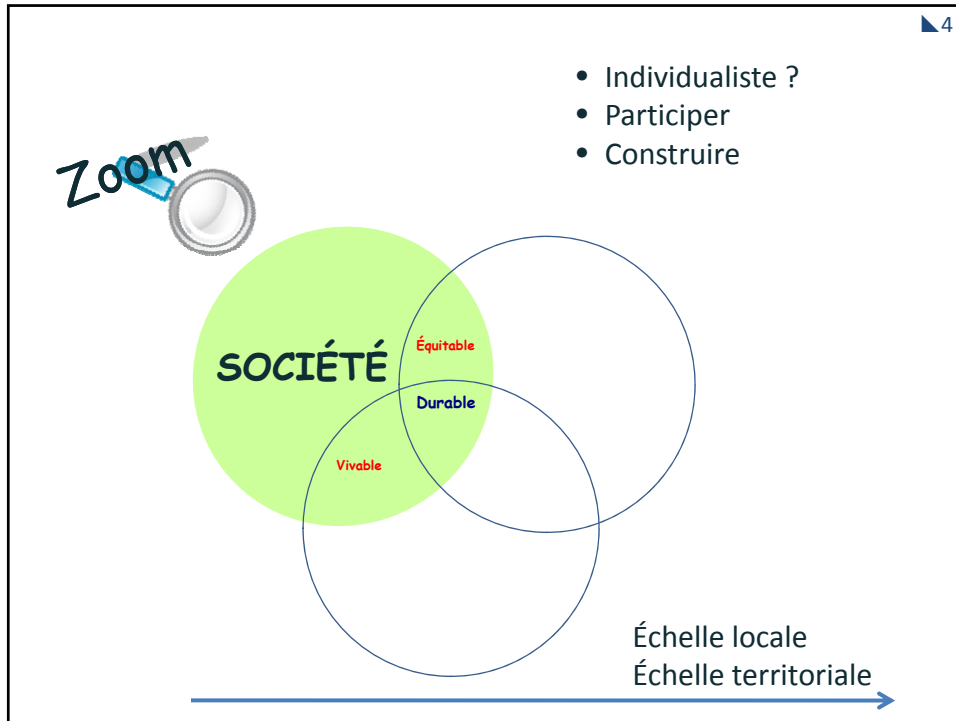 4
• Individualiste ?
• Participer
• Construire
Zoom
SOCIÉTÉ
Équitable
Durable
Vivable
Échelle locale
Échelle territoriale